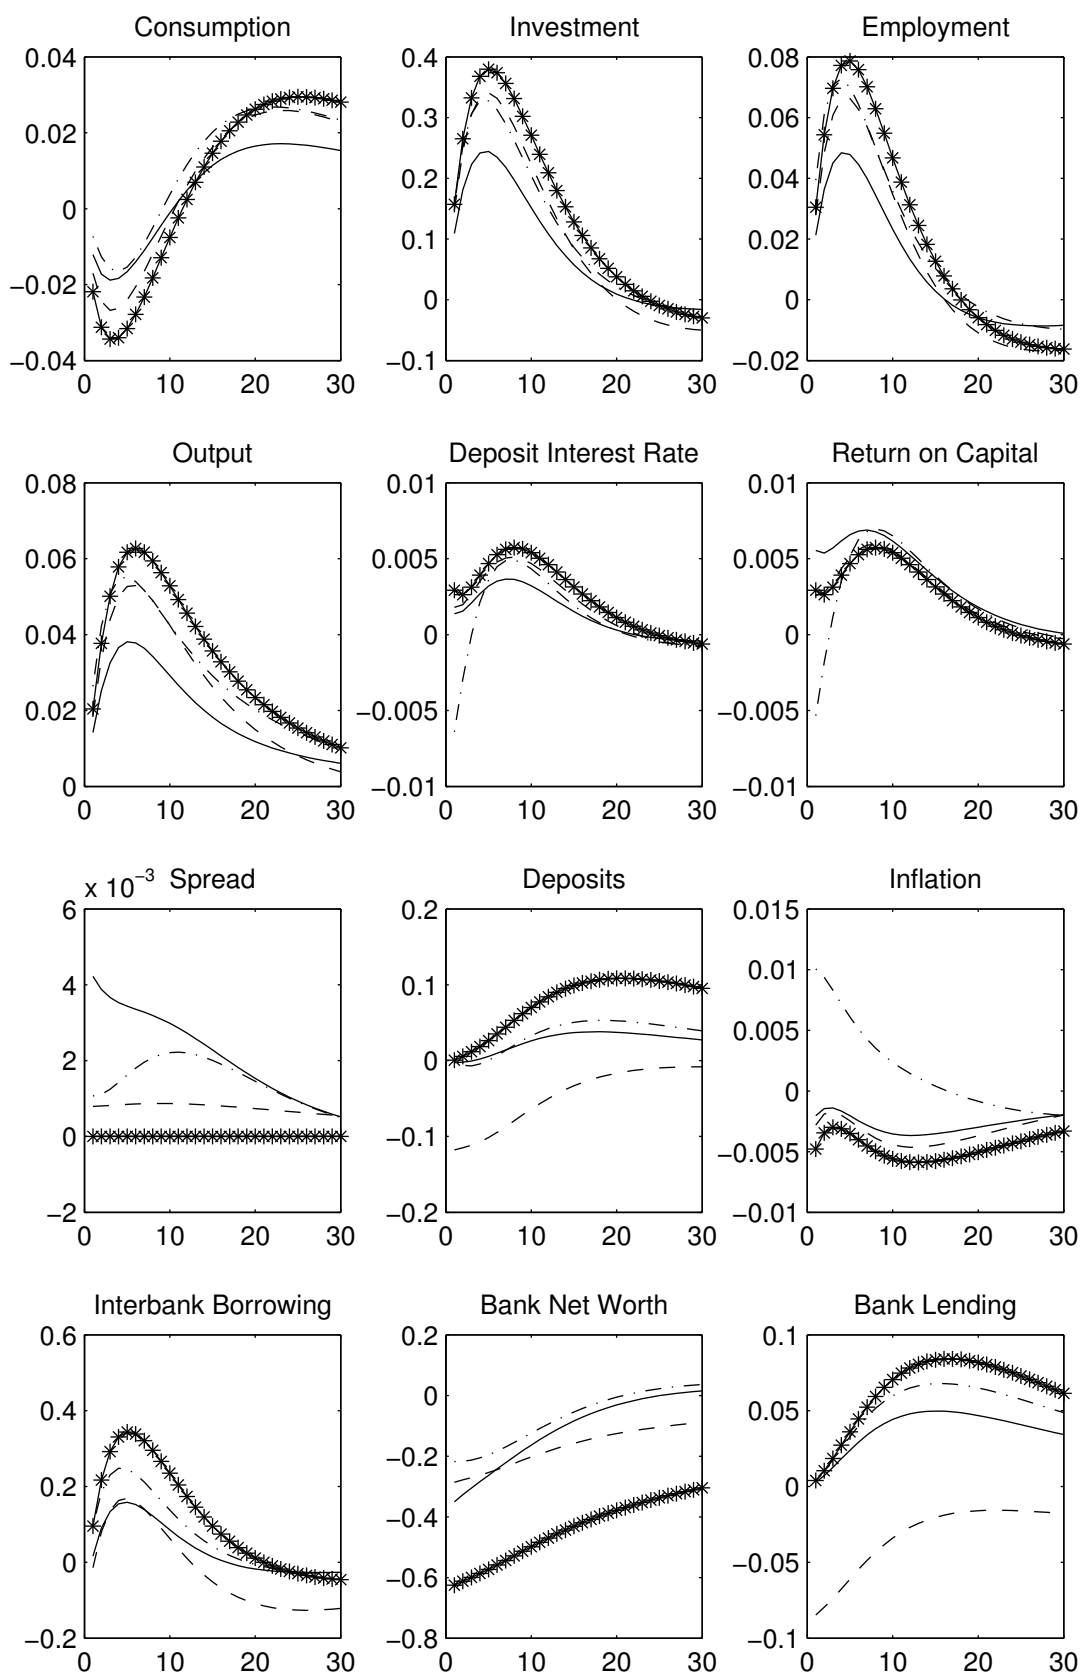 Consumption Investment Employment
0.04 0.4 0.08
0.02 0.3 0.06
0 0.2 0.04
−0.02 0.1 0.02
−0.04 0 0
−0.1 −0.02
0 10 20 30 0 10 20 30 0 10 20 30
Output Deposit Interest Rate Return on Capital
0.08 0.01 0.01
0.06 0.005 0.005
0.04 0 0
0.02 −0.005 −0.005
0 −0.01 −0.01
0 10 20 30 0 10 20 30 0 10 20 30
x 10−3 Spread Deposits Inflation
6 0.2 0.015
4 0.1 0.01
2 0 0.005
0 −0.1 0
−2 −0.2 −0.005
−0.01
0 10 20 30 0 10 20 30 0 10 20 30
Interbank Borrowing Bank Net Worth Bank Lending
0.6 0.2 0.1
0.4 0 0.05
0.2 −0.2 0
0 −0.4 −0.05
−0.2 −0.6 −0.1
−0.8
0 10 20 30 0 10 20 30 0 10 20 30